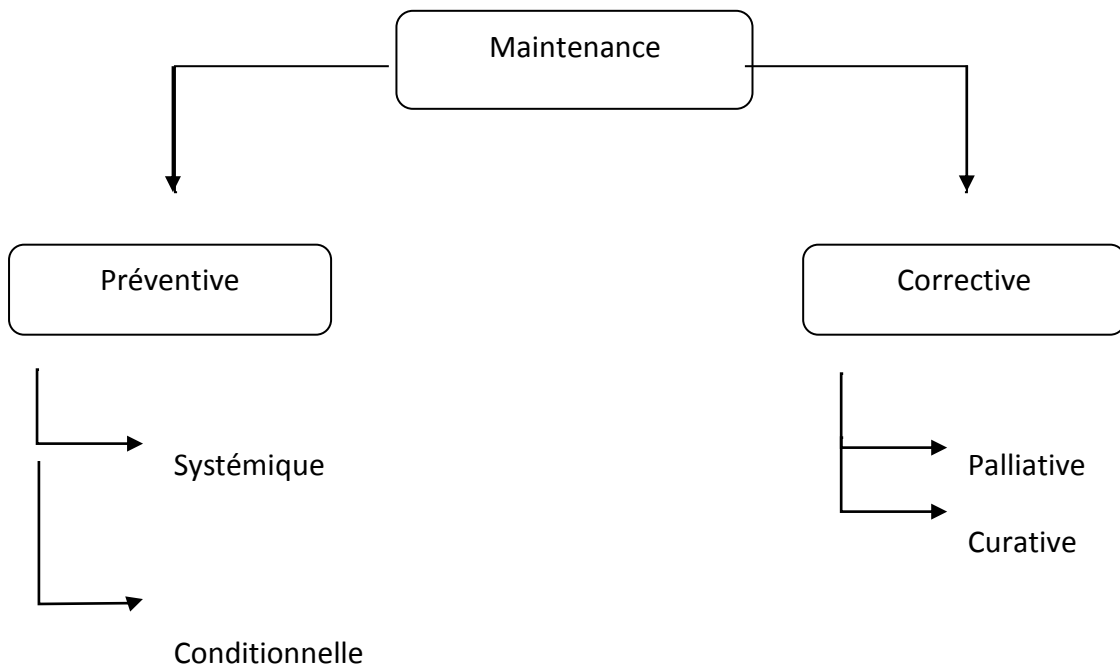 Maintenance
Préventive
Corrective
Systémique
Palliative
Curative
Conditionnelle